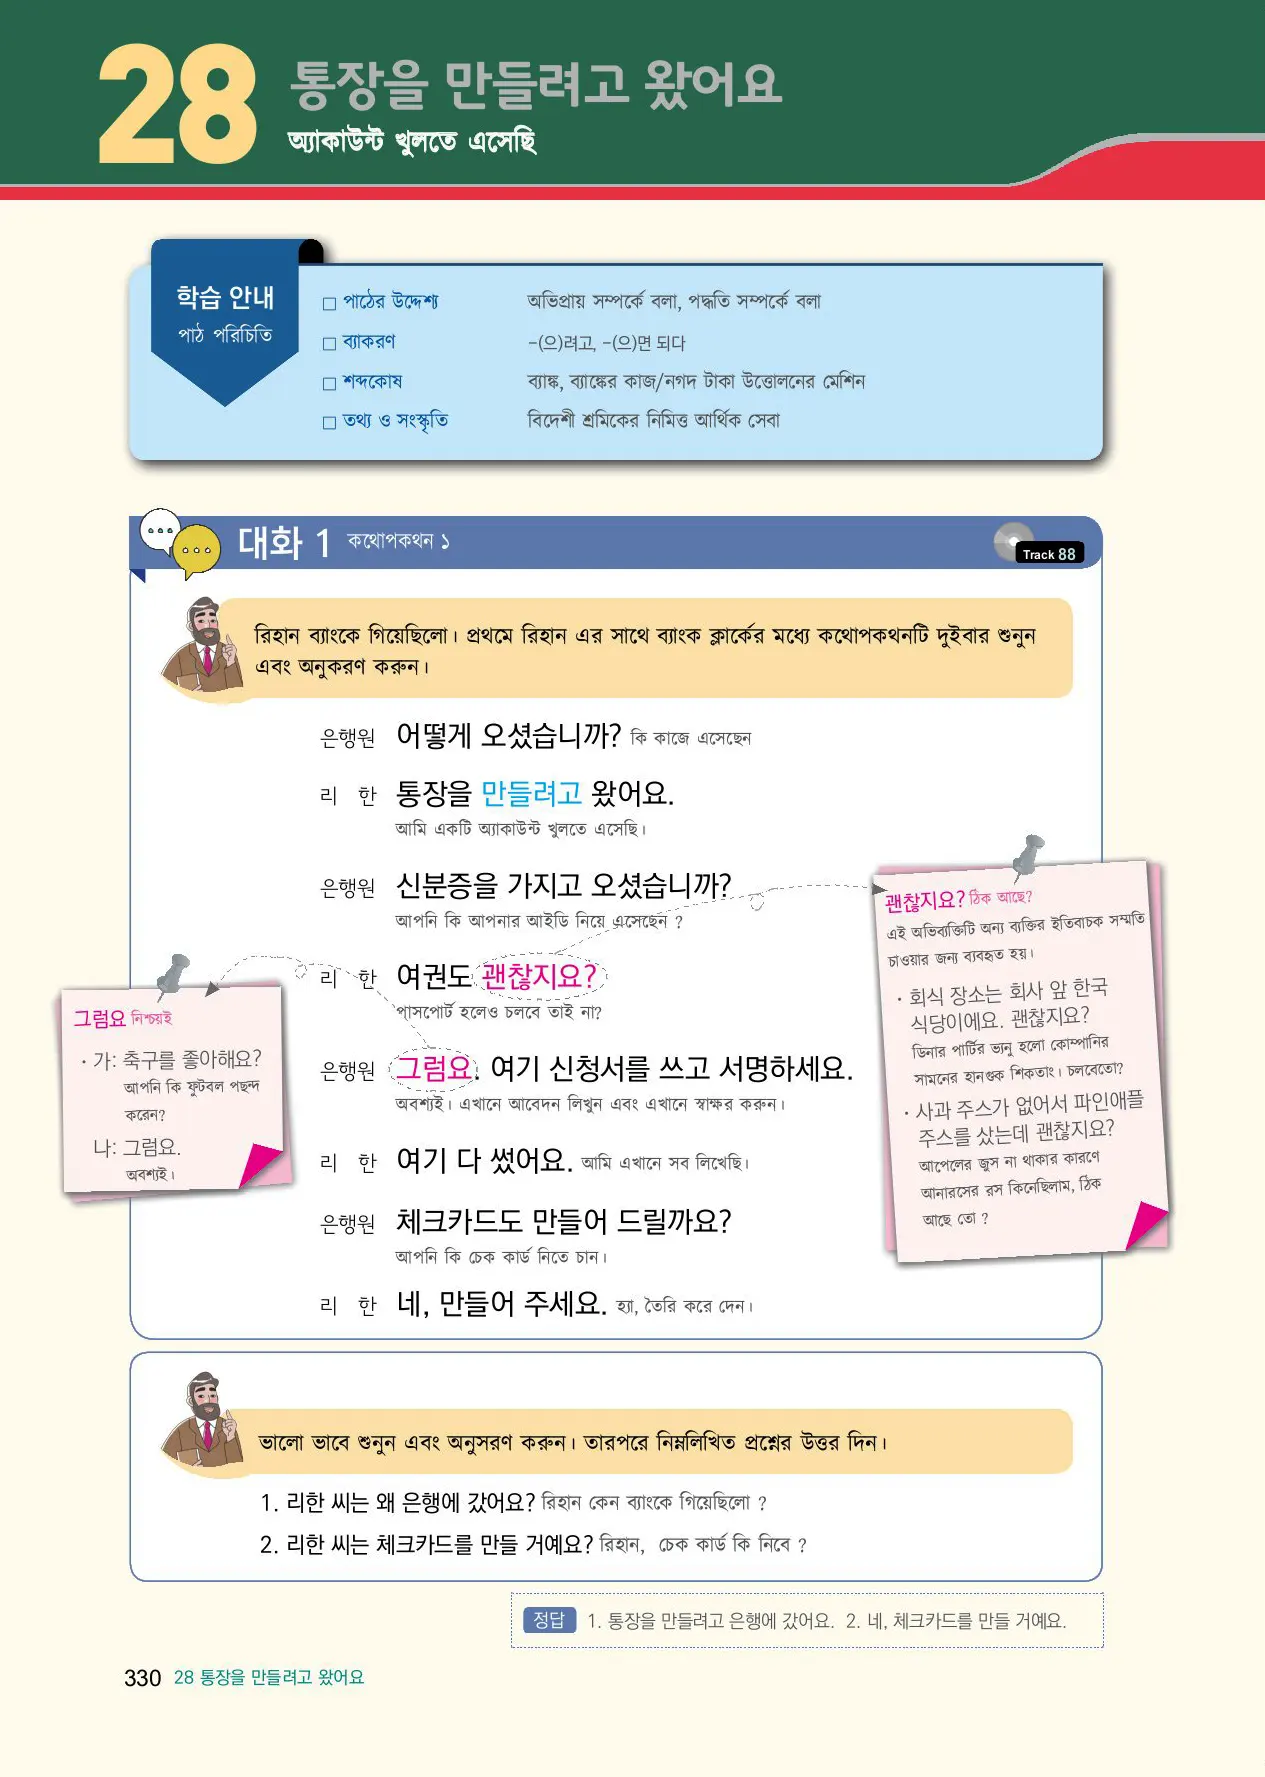 28
통장을 만들려고 왔어요
অ্যাকাউন্ট খুলতে এসেছি
학습 안내
পাঠ পরিচিতি
□ পাঠের উদ্দেশ্য অভিপ্রায় সম্পর্কে বলা, পদ্ধতি সম্পর্কে বলা
□ ব্যাকরণ -(으)려고, -(으)면 되다
□ শব্দকোষ ব্যাঙ্ক, ব্যাঙ্কের কাজ/নগদ টাকা উত্তোলনের মেশিন
□ তথ্য ও সংস্কৃতি বিদেশী শ্রমিকের নিমিত্ত আর্থিক সেবা
대화 1 কথোপকথন ১
Track 88
রিহান ব্যাংকে গিয়েছিলো। প্রথমে রিহান এর সাথে ব্যাংক ক্লার্কের মধ্যে কথোপকথনটি দুইবার শুনুন
এবং অনুকরণ করুন।
은행원 어떻게 오셨습니까? কি কাজে এসেছেন
리 한 통장을 만들려고 왔어요.
আমি একটি অ্যাকাউন্ট খুলতে এসেছি।
은행원 신분증을 가지고 오셨습니까?
আপনি কি আপনার আইডি নিয়ে এসেছেন ?
리 한 여권도 괜찮지요?
পাসপোর্ট হলেও চলবে তাই না?
은행원 그럼요. 여기 신청서를 쓰고 서명하세요.
অবশ্যই। এখানে আবেদন লিখুন এবং এখানে স্বাক্ষর করুন।
리 한 여기 다 썼어요. আমি এখানে সব লিখেছি।
은행원 체크카드도 만들어 드릴까요?
আপনি কি চেক কার্ড নিতে চান।
리 한 네, 만들어 주세요. হ্যা, তৈরি করে দেন।
그럼요 নিশ্চয়ই
· 가: 축구를 좋아해요?
আপনি কি ফুটবল পছন্দ
করেন?
나: 그럼요.
অবশ্যই।
괜찮지요? ঠিক আছে?
এই অভিব্যক্তিটি অন্য ব্যক্তির ইতিবাচক সম্মতি
চাওয়ার জন্য ব্যবহৃত হয়।
· 회식 장소는 회사 앞 한국
식당이에요. 괜찮지요?
ডিনার পার্টির ভ্যনু হলো কোম্পানির
সামনের হানগুক শিকতাং। চলবেতো?
· 사과 주스가 없어서 파인애플
주스를 샀는데 괜찮지요?
আপেলের জুস না থাকার কারণে
আনারসের রস কিনেছিলাম, ঠিক
আছে তো ?
ভালো ভাবে শুনুন এবং অনুসরণ করুন। তারপরে নিম্নলিখিত প্রশ্নের উত্তর দিন।
1. 리한 씨는 왜 은행에 갔어요? রিহান কেন ব্যাংকে গিয়েছিলো ?
2. 리한 씨는 체크카드를 만들 거예요? রিহান, চেক কার্ড কি নিবে ?
정답 1. 통장을 만들려고 은행에 갔어요. 2. 네, 체크카드를 만들 거예요.
330 28 통장을 만들려고 왔어요